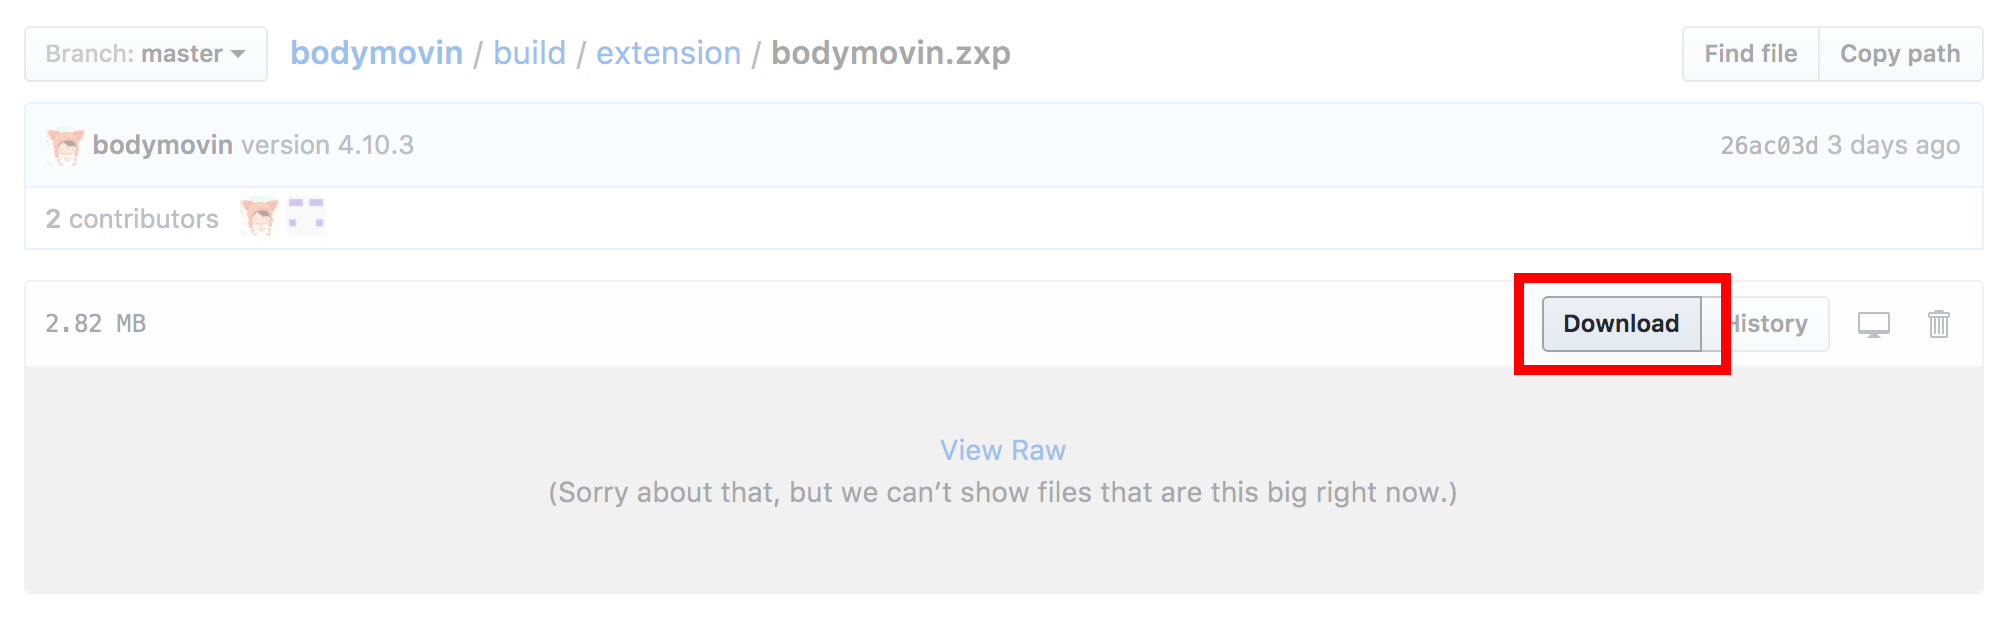 Branch: master bodymovin / build / extension / bodymovin.zxp Find file Copy path
bodymovin version 4.10.3 26ac03d 3 days ago
2 contributors
2.82 MB Download History
View Raw
(Sorry about that, but we can’t show files that are this big right now.)